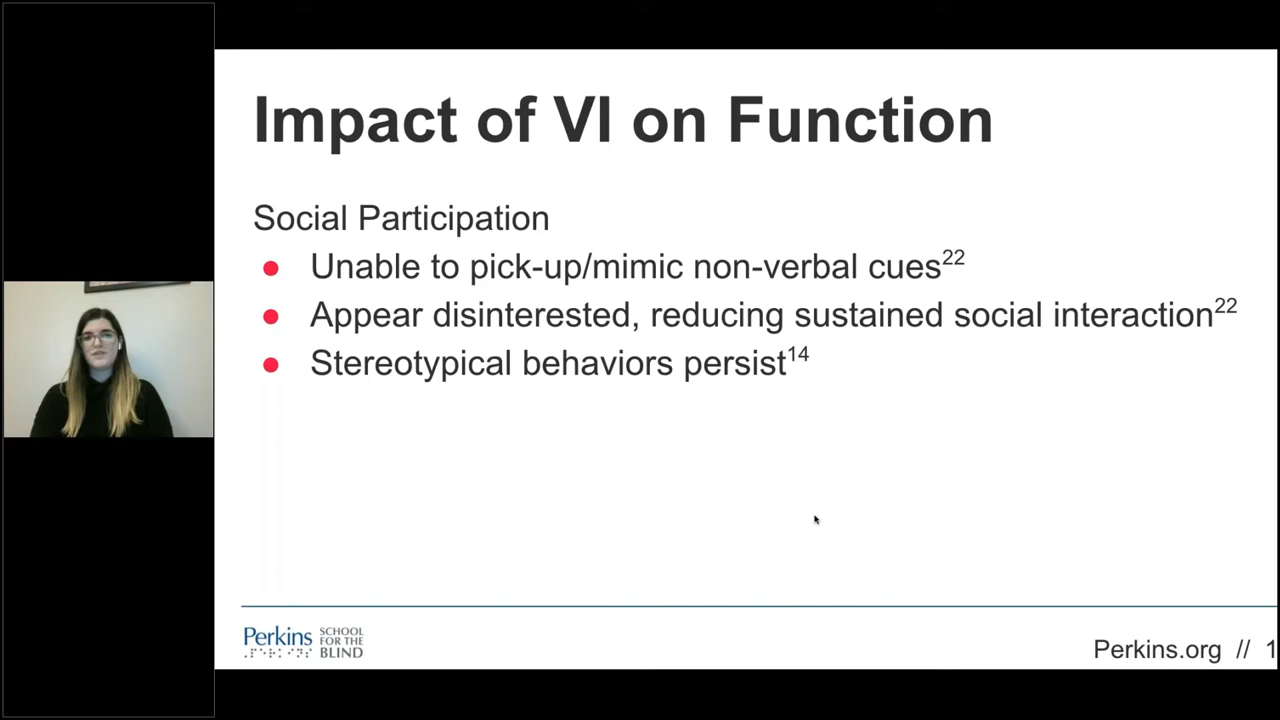 Impact of VI on Function
Social Participation
● Unable to pick-up/mimic non-verbal cues22
● Appear disinterested, reducing sustained social interaction22
● Stereotypical behaviors persist14
Perkins SCHOOL FOR THE BLIND
Perkins.org // 1